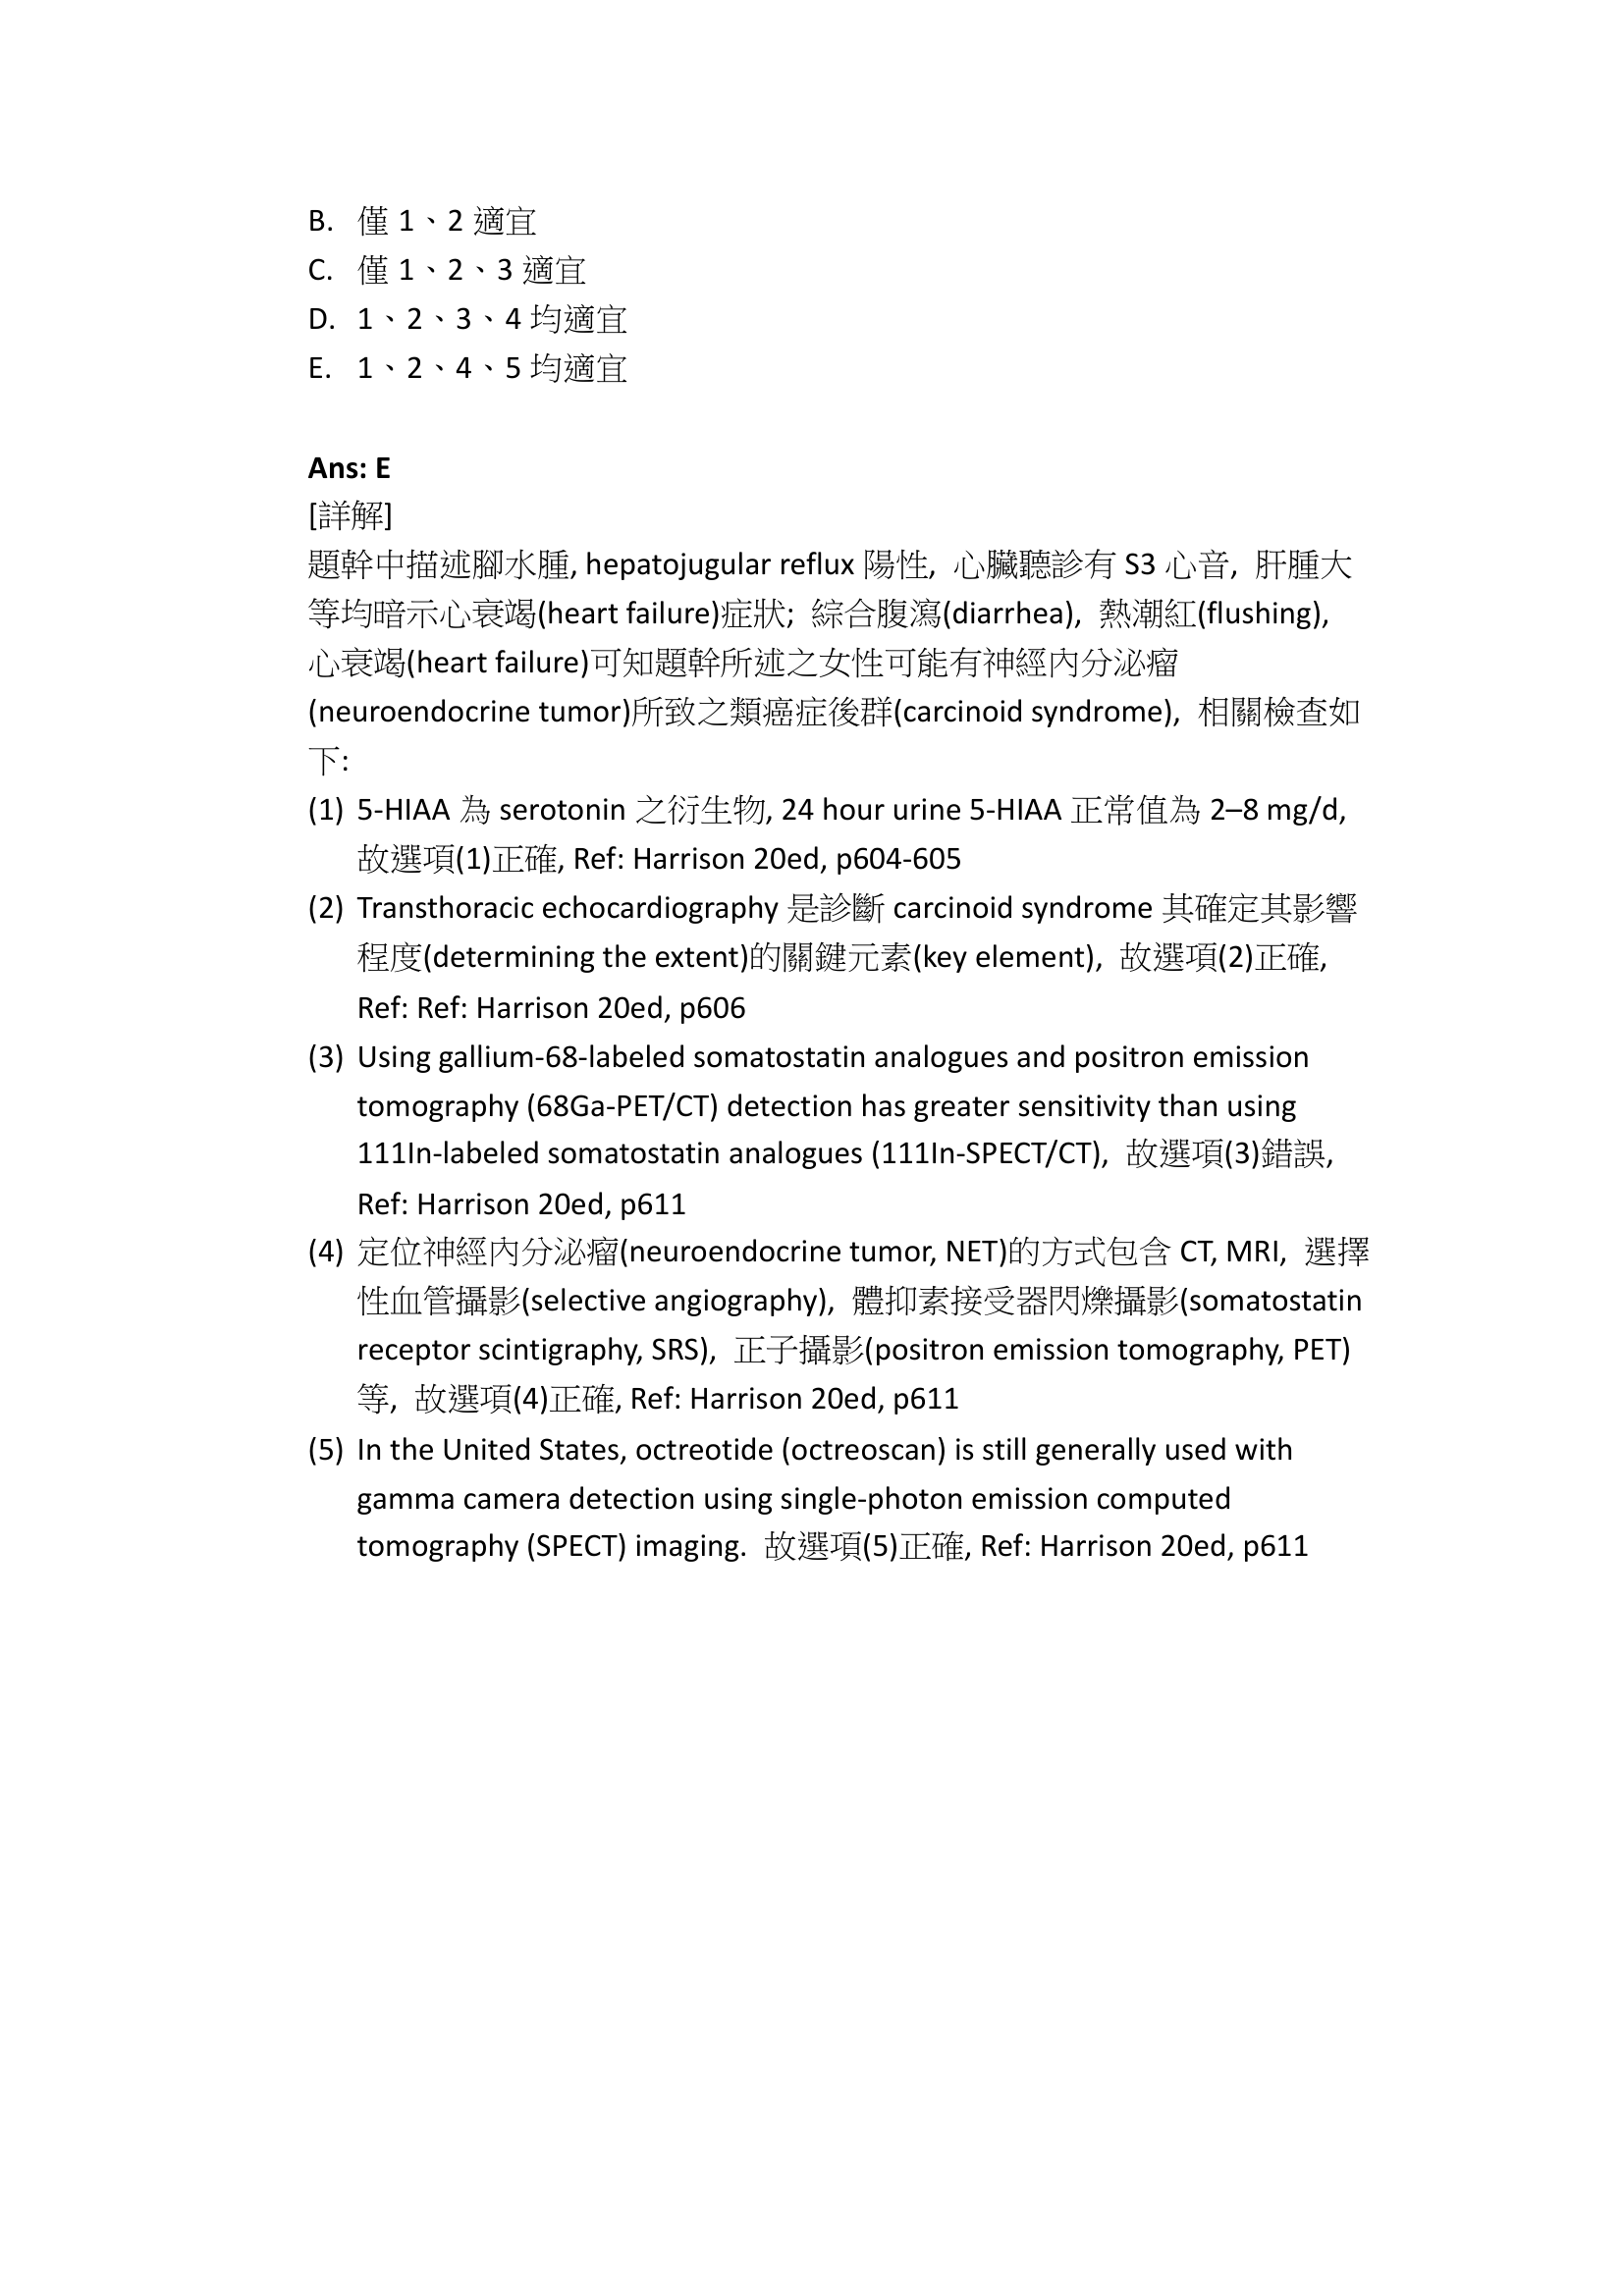 B. 僅 1、2 適宜
C. 僅 1、2、3 適宜
D. 1、2、3、4 均適宜
E. 1、2、4、5 均適宜
Ans: E
[詳解]
題幹中描述腳水腫, hepatojugular reflux 陽性, 心臟聽診有 S3 心音, 肝腫大
等均暗示心衰竭(heart failure)症狀; 綜合腹瀉(diarrhea), 熱潮紅(flushing),
心衰竭(heart failure)可知題幹所述之女性可能有神經內分泌瘤
(neuroendocrine tumor)所致之類癌症後群(carcinoid syndrome), 相關檢查如
下:
(1) 5-HIAA 為 serotonin 之衍生物, 24 hour urine 5-HIAA 正常值為 2–8 mg/d,
故選項(1)正確, Ref: Harrison 20ed, p604-605
(2) Transthoracic echocardiography 是診斷 carcinoid syndrome 其確定其影響
程度(determining the extent)的關鍵元素(key element), 故選項(2)正確,
Ref: Ref: Harrison 20ed, p606
(3) Using gallium-68-labeled somatostatin analogues and positron emission
tomography (68Ga-PET/CT) detection has greater sensitivity than using
111In-labeled somatostatin analogues (111In-SPECT/CT), 故選項(3)錯誤,
Ref: Harrison 20ed, p611
(4) 定位神經內分泌瘤(neuroendocrine tumor, NET)的方式包含 CT, MRI, 選擇
性血管攝影(selective angiography), 體抑素接受器閃爍攝影(somatostatin
receptor scintigraphy, SRS), 正子攝影(positron emission tomography, PET)
等, 故選項(4)正確, Ref: Harrison 20ed, p611
(5) In the United States, octreotide (octreoscan) is still generally used with
gamma camera detection using single-photon emission computed
tomography (SPECT) imaging. 故選項(5)正確, Ref: Harrison 20ed, p611